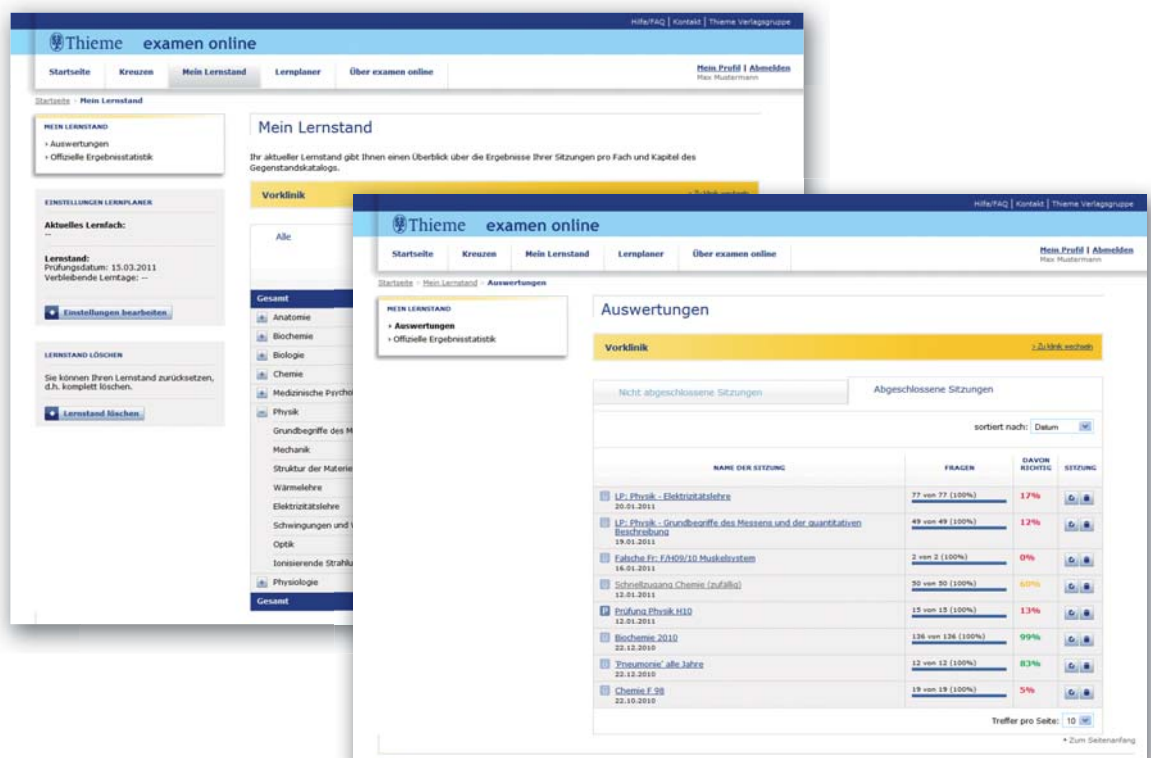 Hilfe/FAQ | Kontakt | Thieme Verlagsgruppe
Thieme examen online
Startseite Kreuzen Mein Lernstand Lernplaner Über examen online
Mein Profil | Abmelden
Max Mustermann
Startseite > Mein Lernstand
MEIN LERNSTAND
› Auswertungen
› Offizielle Ergebnisstatistik
EINSTELLUNGEN LERNPLANER
Aktuelles Lernfach:
--
Lernstand:
Prüfungsdatum: 15.03.2011
Verbleibende Lerntage: --
Einstellungen bearbeiten
LERNSTAND LÖSCHEN
Sie können Ihren Lernstand zurücksetzen,
d.h. komplett löschen.
Lernstand löschen
Mein Lernstand
Ihr aktueller Lernstand gibt Ihnen einen Überblick über die Ergebnisse Ihrer Sitzungen pro Fach und Kapitel des
Gegenstandskatalogs.
Vorklinik
Alle
Gesamt
Anatomie
Biochemie
Biologie
Chemie
Medizinische Psycho
Physik
Grundbegriffe des M
Mechanik
Struktur der Materie
Wärmelehre
Elektrizitätslehre
Schwingungen und
Optik
Ionisierende Strahlu
Physiologie
Gesamt
Hilfe/FAQ | Kontakt | Thieme Verlagsgruppe
Thieme examen online
Startseite Kreuzen Mein Lernstand Lernplaner Über examen online
Mein Profil | Abmelden
Max Mustermann
Startseite > Mein Lernstand > Auswertungen
MEIN LERNSTAND
› Auswertungen
› Offizielle Ergebnisstatistik
Auswertungen
Vorklinik › Zu klinik wechseln
Nicht abgeschlossene Sitzungen Abgeschlossene Sitzungen
sortiert nach: Datum
NAME DER SITZUNG FRAGEN DAVON RICHTIG SITZUNG
LP: Physik - Elektrizitätslehre 77 von 77 (100%) 17%
20.01.2011
LP: Physik - Grundbegriffe des Messens und der quantitativen 49 von 49 (100%) 12%
Beschreibung
19.01.2011
Falsche Fr: F/H09/10 Muskelsystem 2 von 2 (100%) 0%
16.01.2011
Schnellzugang Chemie (zufällig) 50 von 50 (100%) 60%
12.01.2011
P Prüfung Physik H10 15 von 15 (100%) 13%
12.01.2011
Biochemie 2010 136 von 136 (100%) 99%
22.12.2010
'Pneumonie' alle Jahre 12 von 12 (100%) 83%
22.12.2010
Chemie F 98 19 von 19 (100%) 5%
22.10.2010
Treffer pro Seite: 10
Zum Seitenanfang